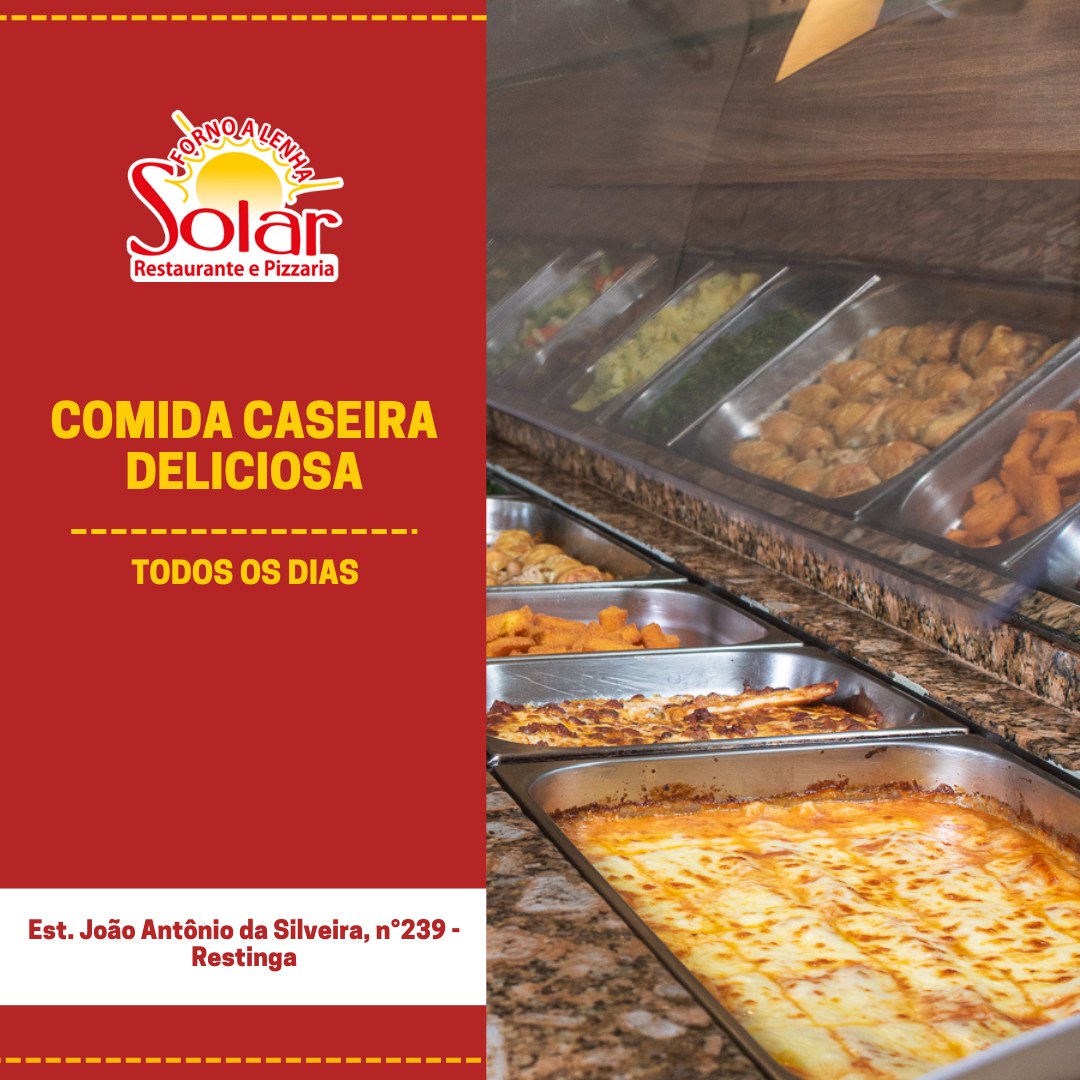 FORNO A LENHA
Solar
Restaurante e Pizzaria
COMIDA CASEIRA
DELICIOSA
TODOS OS DIAS
Est. João Antônio da Silveira, n°239 -
Restinga